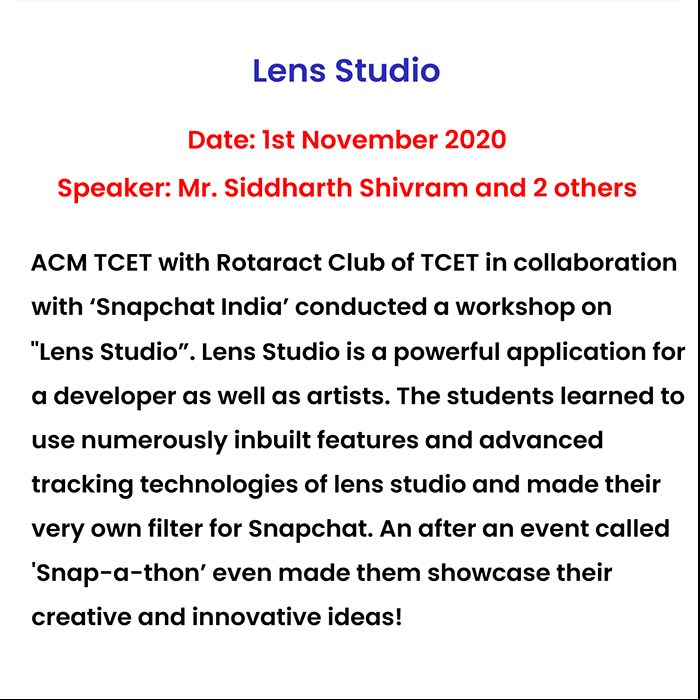 Lens Studio
Date: 1st November 2020
Speaker: Mr. Siddharth Shivram and 2 others
ACM TCET with Rotaract Club of TCET in collaboration
with ‘Snapchat India’ conducted a workshop on
"Lens Studio”. Lens Studio is a powerful application for
a developer as well as artists. The students learned to
use numerously inbuilt features and advanced
tracking technologies of lens studio and made their
very own filter for Snapchat. An after an event called
'Snap-a-thon’ even made them showcase their
creative and innovative ideas!